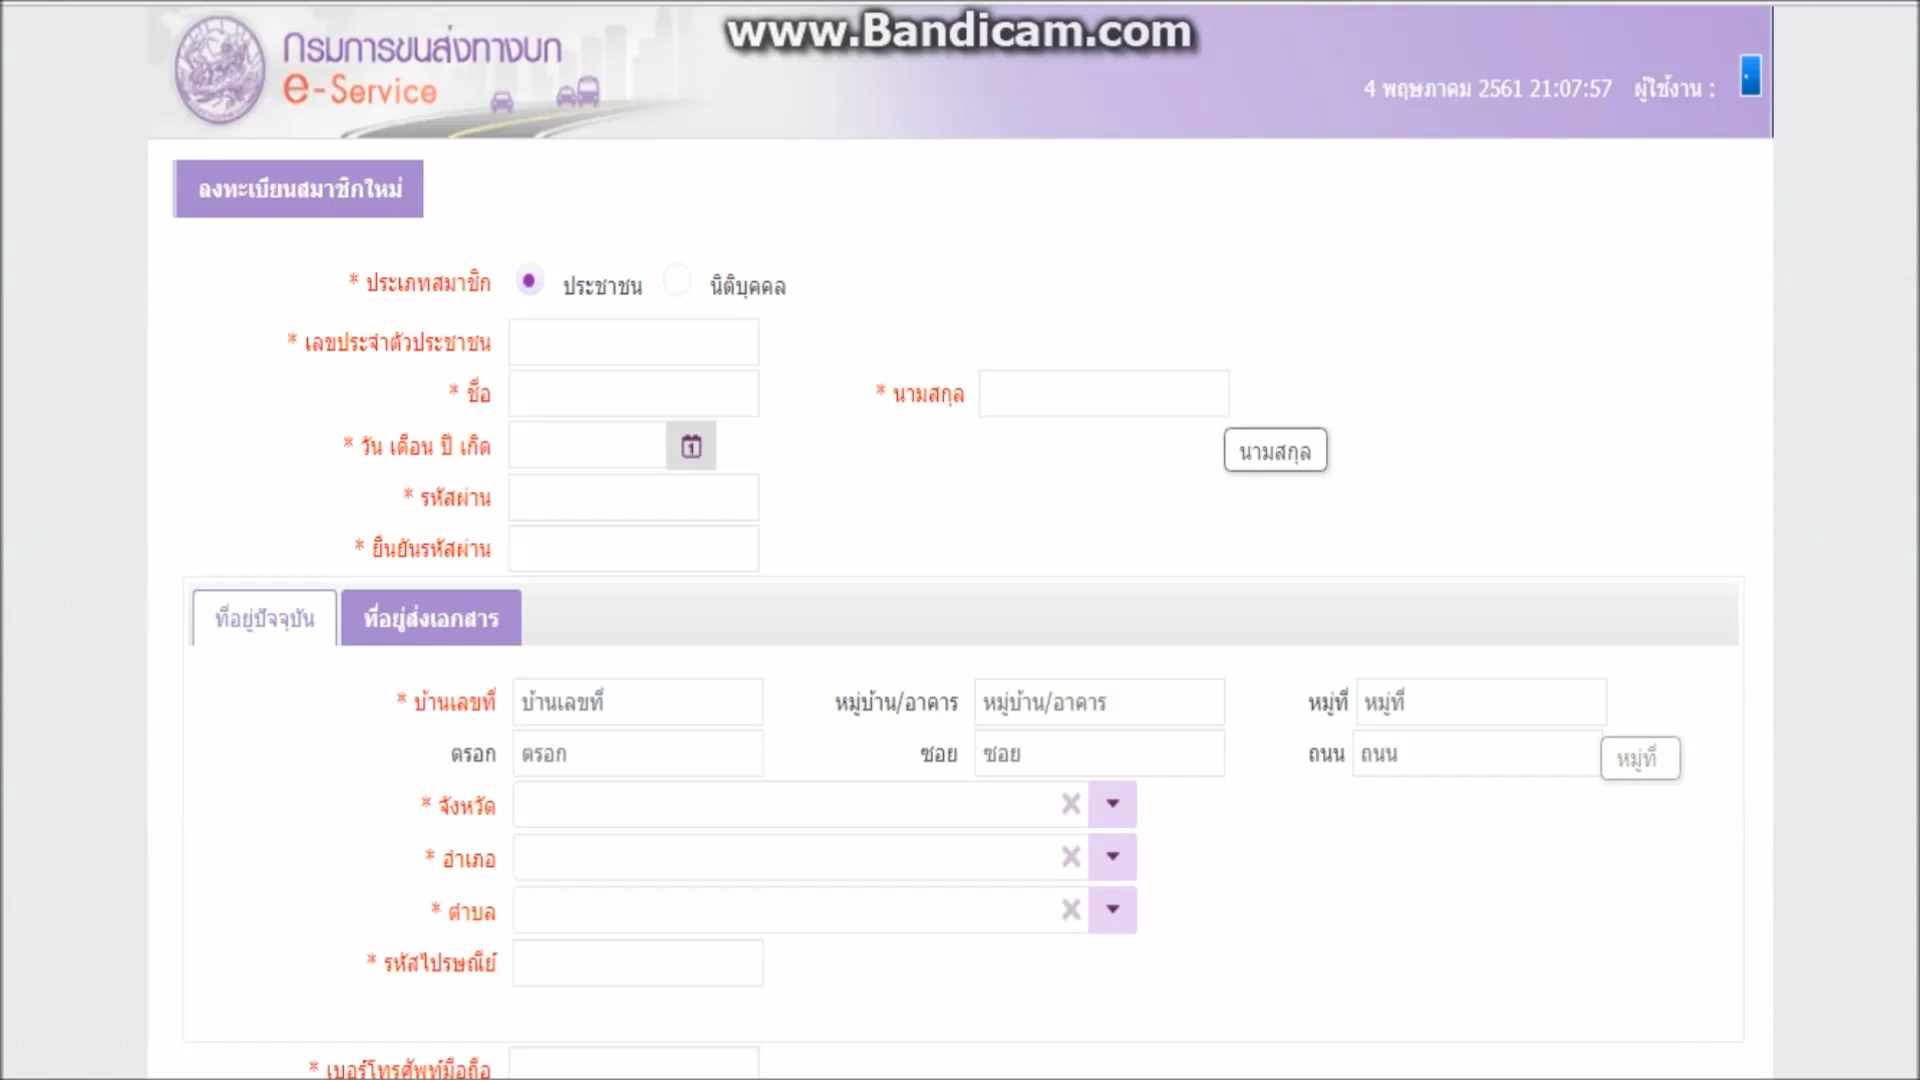 www.Bandicam.com
กรมการขนส่งทางบก
e-Service
4 พฤษภาคม 2561 21:07:57 ผู้ใช้งาน :
ลงทะเบียนสมาชิกใหม่
* ประเภทสมาชิก ประชาชน นิติบุคคล
* เลขประจำตัวประชาชน
* ชื่อ * นามสกุล
* วัน เดือน ปี เกิด นามสกุล
* รหัสผ่าน
* ยืนยันรหัสผ่าน
ที่อยู่ปัจจุบัน ที่อยู่ส่งเอกสาร
* บ้านเลขที่ บ้านเลขที่ หมู่บ้าน/อาคาร หมู่บ้าน/อาคาร หมู่ที่ หมู่ที่
ตรอก ตรอก ซอย ซอย ถนน ถนน หมู่ที่
* จังหวัด
* อำเภอ
* ตำบล
* รหัสไปรษณีย์
* เบอร์โทรศัพท์มือถือ